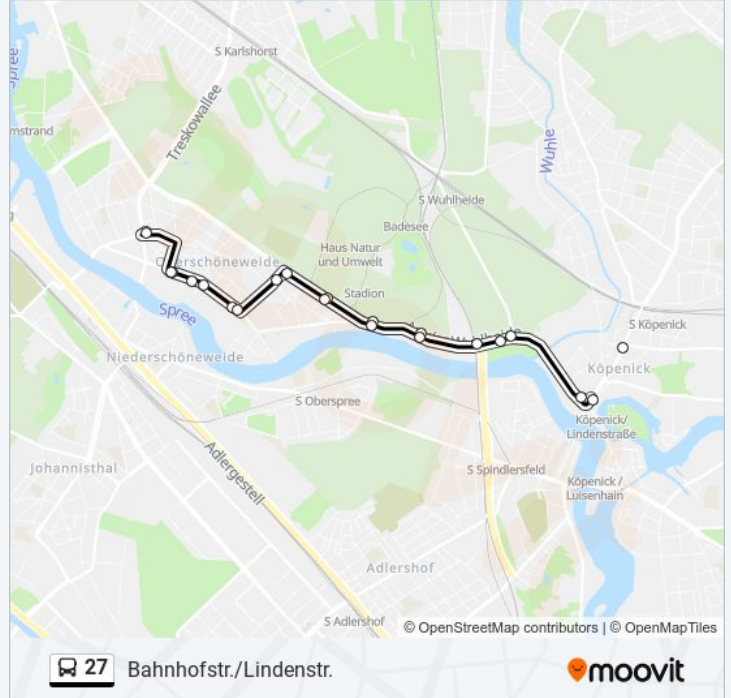 S Karlshorst
Spree
mstrand
Treskowallee
Wuhle
S Wuhlheide
Badesee
Haus Natur
und Umwelt
Oberschöneweide
Stadion
Spree
S Köpenick
Niederschöneweide
Köpenick
S Oberspree
Köpenick/
Lindenstraße
Johannisthal
Adlergestell
S Spindlersfeld
Köpenick /
Luisenhain
Adlershof
S Adlershof
© OpenStreetMap contributors | © OpenMapTiles
27 Bahnhofstr./Lindenstr.
moovit